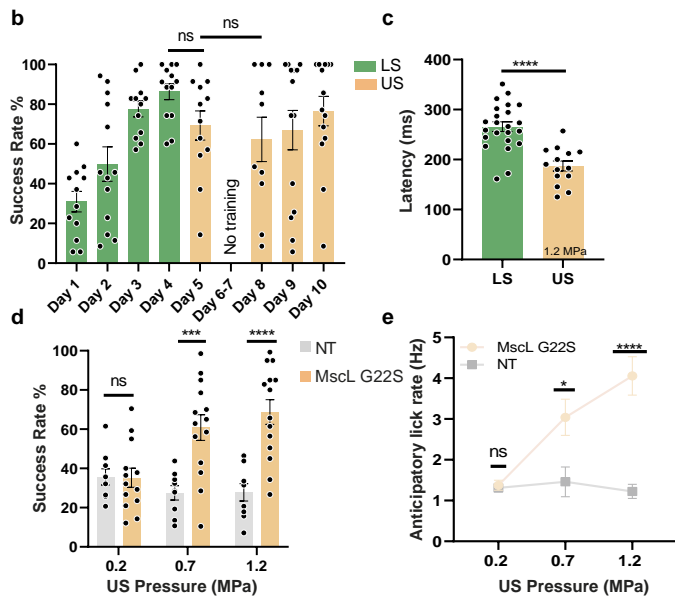 b
ns
ns
LS
US
Success Rate %
100
80
60
40
20
0
No training
Day 1
Day 2
Day 3
Day 4
Day 5
Day 6-7
Day 8
Day 9
Day 10
c
****
Latency (ms)
400
300
200
100
0
1.2 MPa
LS
US
d
ns
***
****
NT
MscL G22S
Success Rate %
100
80
60
40
20
0
0.2
0.7
1.2
US Pressure (MPa)
e
MscL G22S
NT
Anticipatory lick rate (Hz)
5
4
3
2
1
0
ns
*
****
0.2
0.7
1.2
US Pressure (MPa)